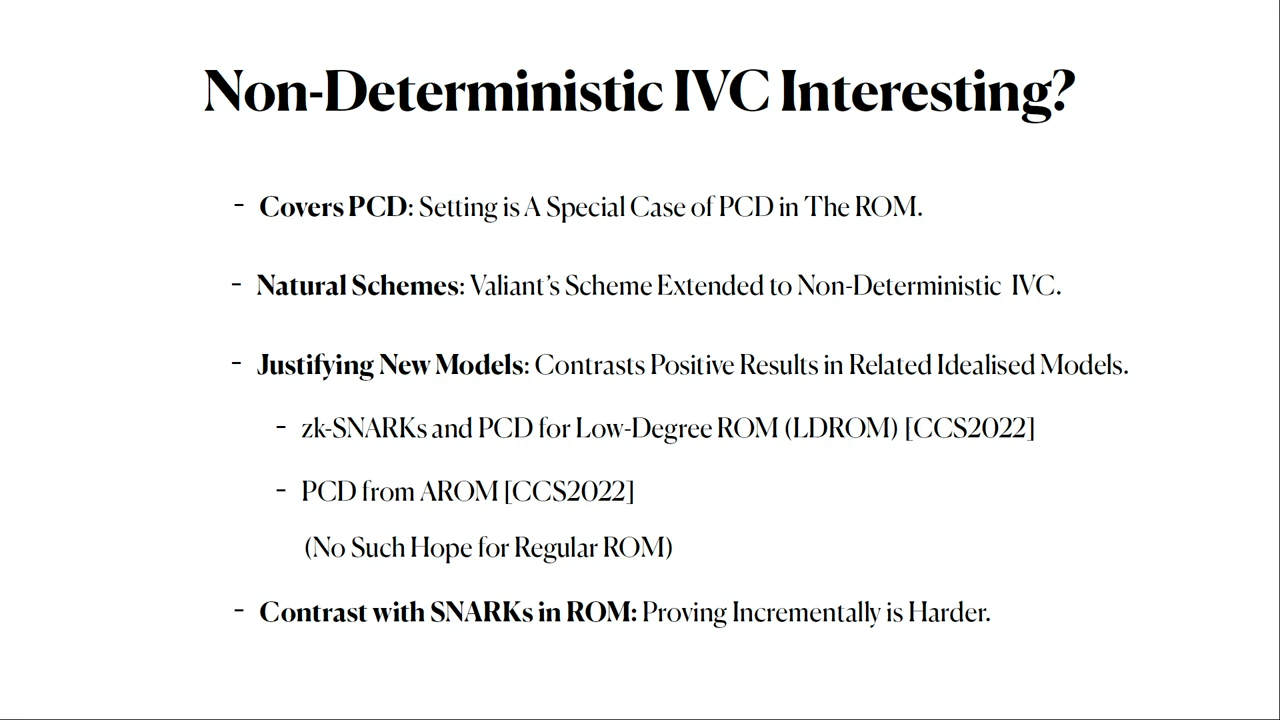 Non-Deterministic IVC Interesting?
- Covers PCD: Setting is A Special Case of PCD in The ROM.
- Natural Schemes: Valiant's Scheme Extended to Non-Deterministic IVC.
- Justifying New Models: Contrasts Positive Results in Related Idealised Models.
- zk-SNARKs and PCD for Low-Degree ROM (LDROM) [CCS2022]
- PCD from AROM [CCS2022]
(No Such Hope for Regular ROM)
- Contrast with SNARKs in ROM: Proving Incrementally is Harder.